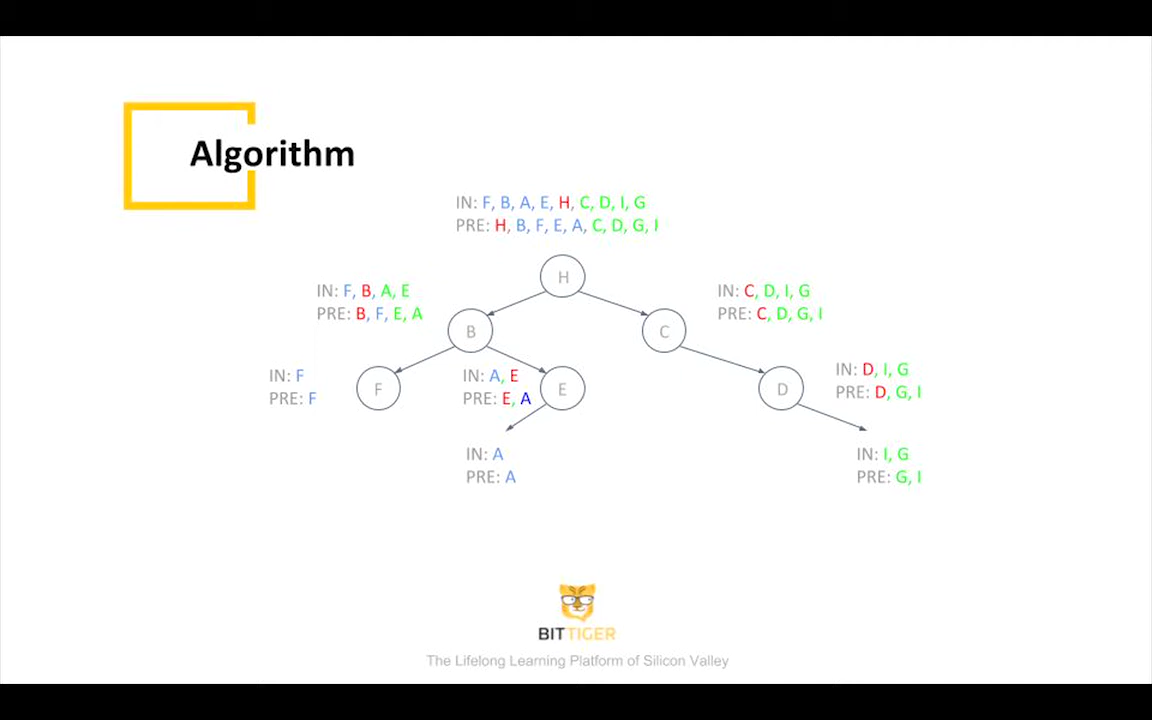 Algorithm
IN: F, B, A, E, H, C, D, I, G
PRE: H, B, F, E, A, C, D, G, I
H
IN: F, B, A, E
PRE: B, F, E, A
IN: C, D, I, G
PRE: C, D, G, I
B
C
IN: F
PRE: F
F
IN: A, E
PRE: E, A
E
D
IN: D, I, G
PRE: D, G, I
IN: A
PRE: A
IN: I, G
PRE: G, I
BITTIGER
The Lifelong Learning Platform of Silicon Valley